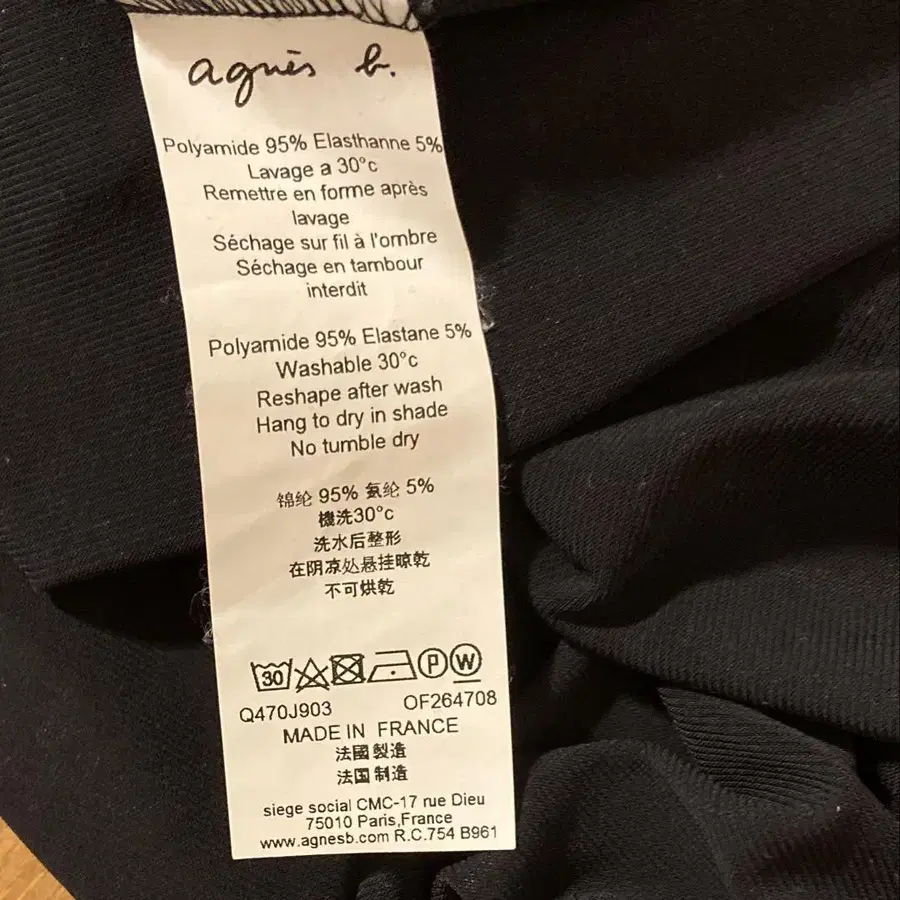 agnès b.
Polyamide 95% Elasthanne 5%
Lavage a 30°c
Remettre en forme après
lavage
Séchage sur fil à l'ombre
Séchage en tambour
interdit
Polyamide 95% Elastane 5%
Washable 30°c
Reshape after wash
Hang to dry in shade
No tumble dry
锦纶 95% 氨纶 5%
機洗30°c
洗水后整形
在阴凉处悬挂晾乾
不可烘乾
30 P W
Q470J903 OF264708
MADE IN FRANCE
法國製造
法国制造
siege social CMC-17 rue Dieu
75010 Paris,France
www.agnesb.com R.C.754 B961